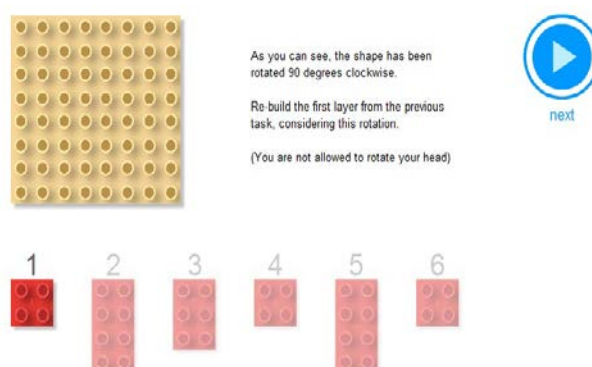 As you can see, the shape has been
rotated 90 degrees clockwise.
Re-build the first layer from the previous
task, considering this rotation.
(You are not allowed to rotate your head)
next
1 2 3 4 5 6